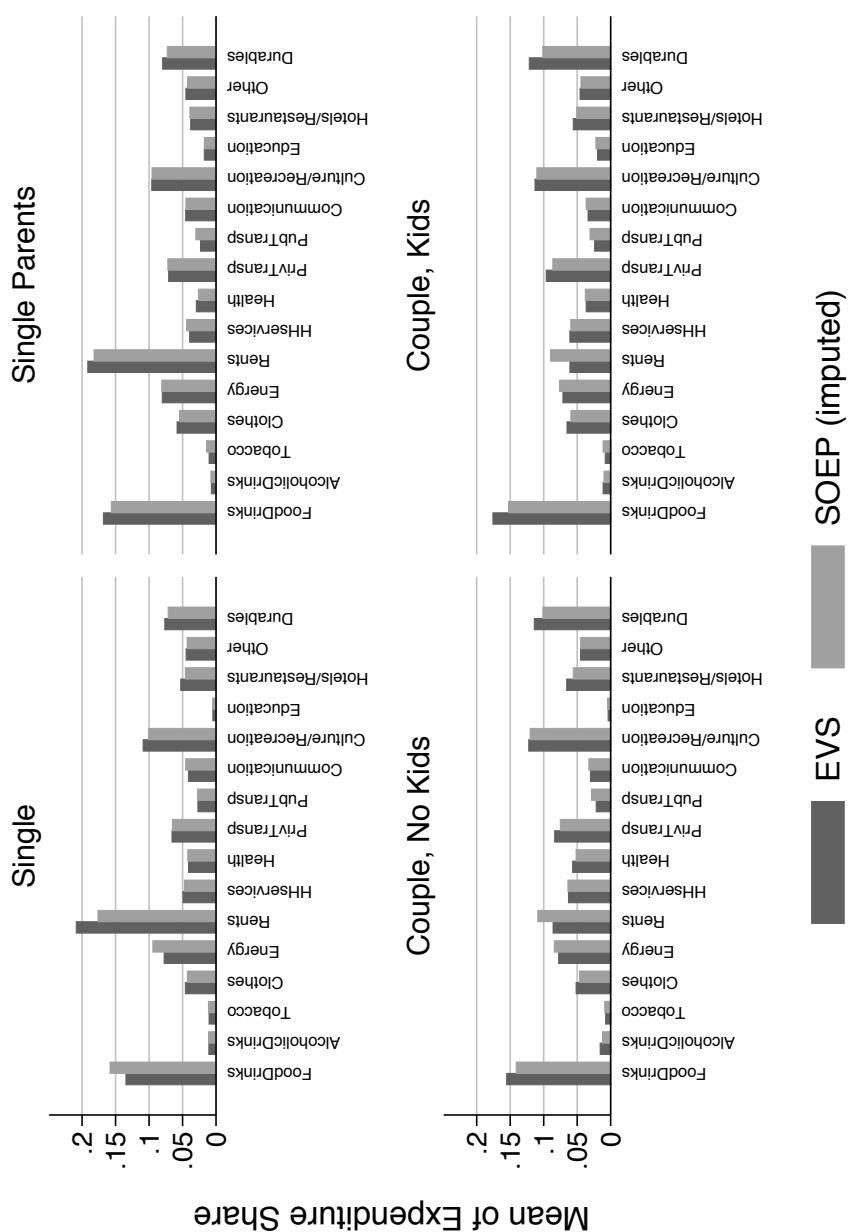 Mean of Expenditure Share
Single
.2
.15
.1
.05
0
FoodDrinks
AlcoholicDrinks
Tobacco
Clothes
Energy
Rents
HHservices
Health
PrivTransp
PubTransp
Communication
Culture/Recreation
Education
Hotels/Restaurants
Other
Durables
Single Parents
FoodDrinks
AlcoholicDrinks
Tobacco
Clothes
Energy
Rents
HHservices
Health
PrivTransp
PubTransp
Communication
Culture/Recreation
Education
Hotels/Restaurants
Other
Durables
Couple, No Kids
.2
.15
.1
.05
0
FoodDrinks
AlcoholicDrinks
Tobacco
Clothes
Energy
Rents
HHservices
Health
PrivTransp
PubTransp
Communication
Culture/Recreation
Education
Hotels/Restaurants
Other
Durables
Couple, Kids
FoodDrinks
AlcoholicDrinks
Tobacco
Clothes
Energy
Rents
HHservices
Health
PrivTransp
PubTransp
Communication
Culture/Recreation
Education
Hotels/Restaurants
Other
Durables
EVS
SOEP (imputed)